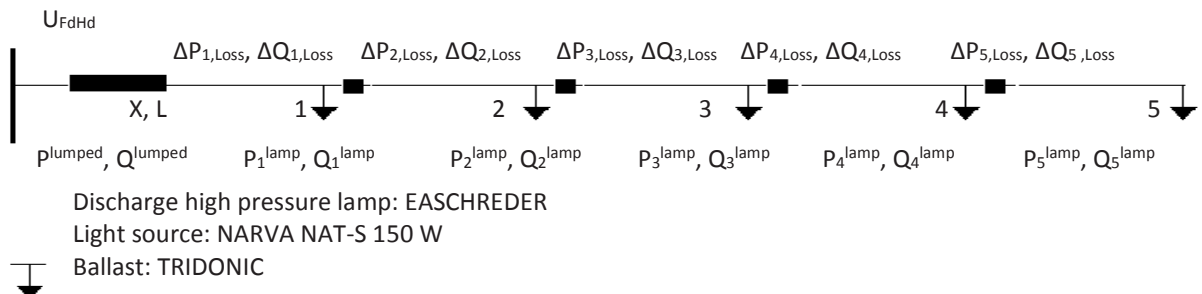 U_FdHd
ΔP1,Loss, ΔQ1,Loss ΔP2,Loss, ΔQ2,Loss ΔP3,Loss, ΔQ3,Loss ΔP4,Loss, ΔQ4,Loss ΔP5,Loss, ΔQ5 ,Loss
X, L 1 2 3 4 5
P^lumped, Q^lumped P1^lamp, Q1^lamp P2^lamp, Q2^lamp P3^lamp, Q3^lamp P4^lamp, Q4^lamp P5^lamp, Q5^lamp
Discharge high pressure lamp: EASCHREDER
Light source: NARVA NAT-S 150 W
Ballast: TRIDONIC